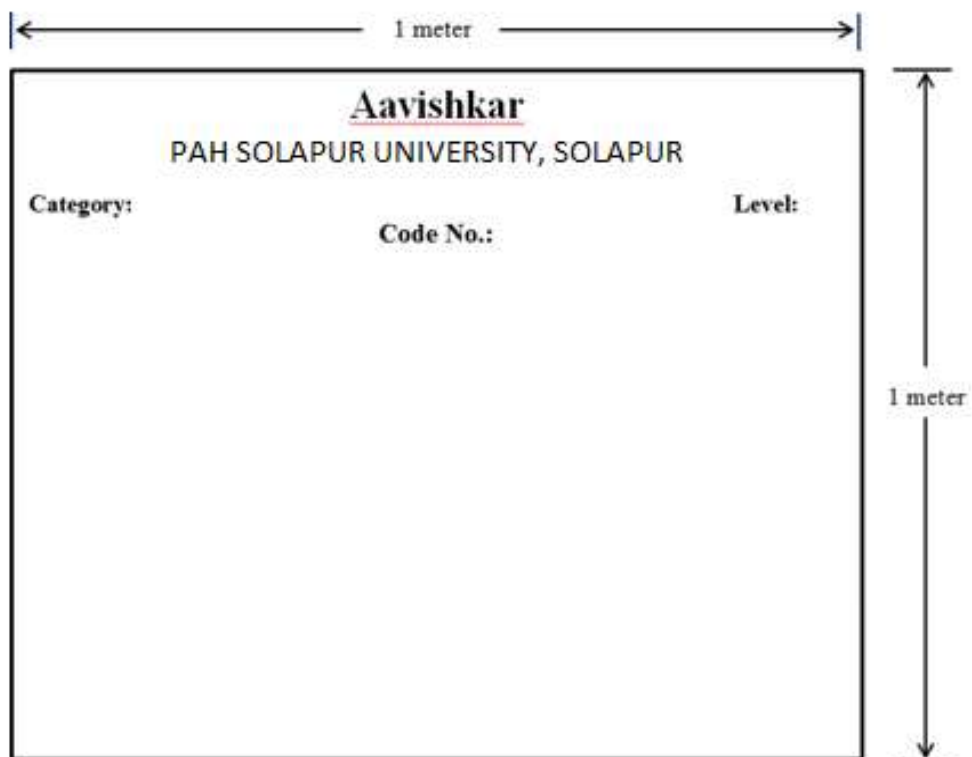 1 meter
Aavishkar
PAH SOLAPUR UNIVERSITY, SOLAPUR
Category: Level:
Code No.:
1 meter